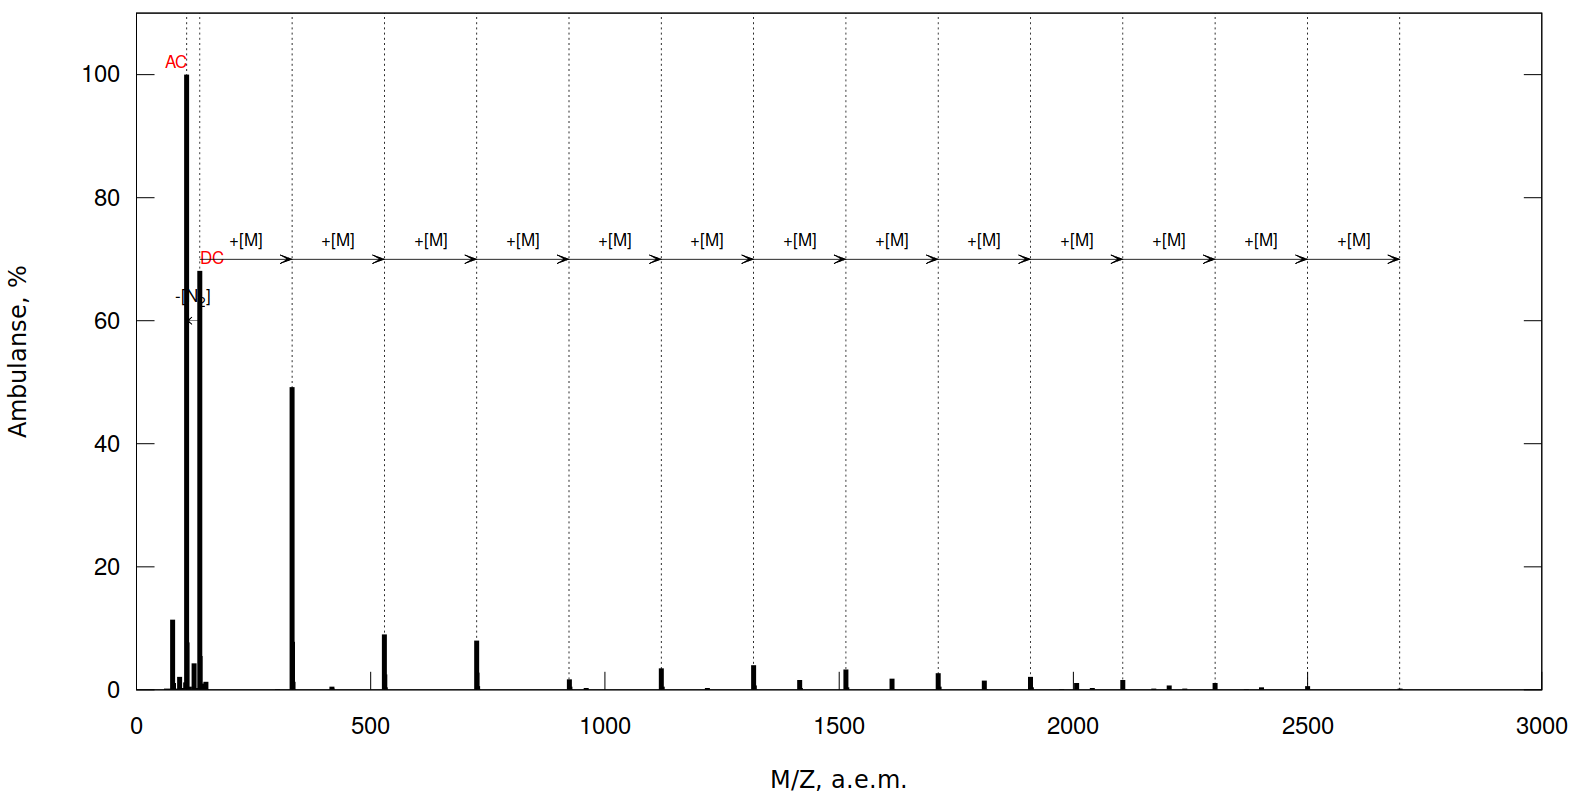 AC
100
80
+[M] +[M] +[M] +[M] +[M] +[M] +[M] +[M] +[M] +[M] +[M] +[M] +[M]
DC
-[N2]
60
40
20
0
0 500 1000 1500 2000 2500 3000
Ambulanse, %
M/Z, a.e.m.